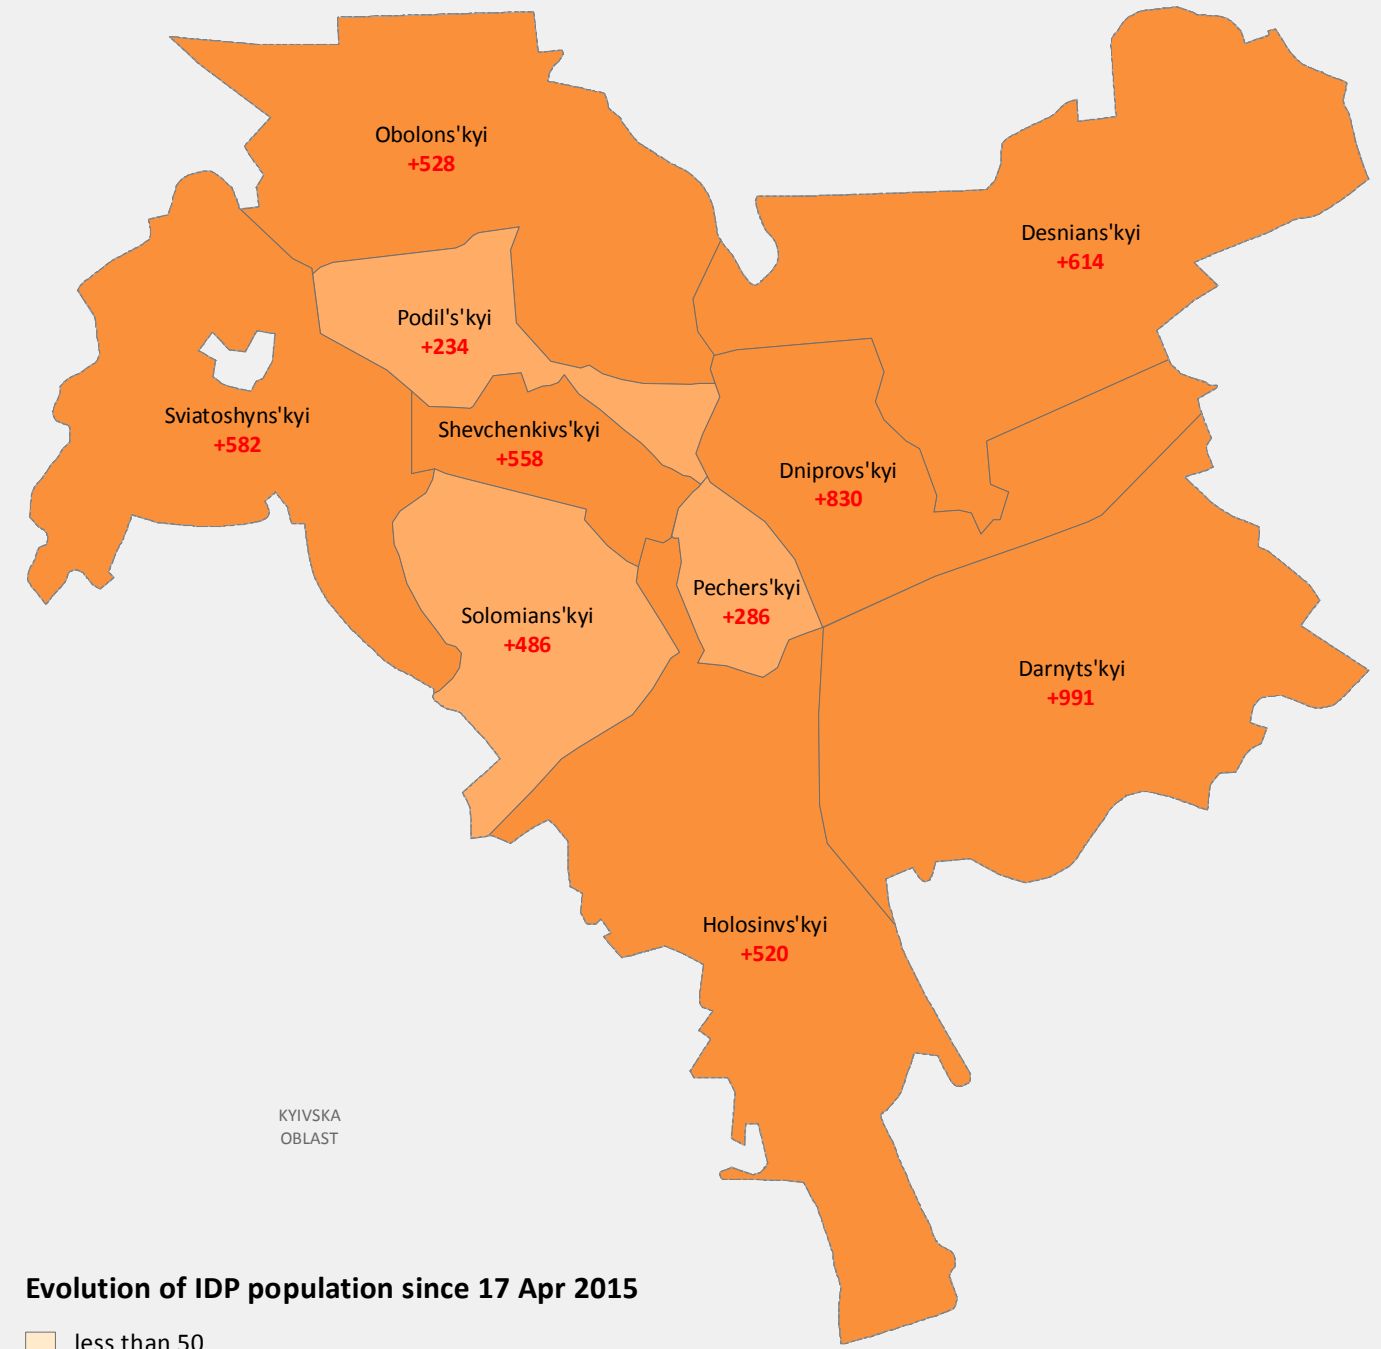 Obolons'kyi
+528
Desnians'kyi
+614
Podil's'kyi
+234
Sviatoshyns'kyi
+582
Shevchenkivs'kyi
+558
Dniprovs'kyi
+830
Pechers'kyi
+286
Solomians'kyi
+486
Darnyts'kyi
+991
Holosinvs'kyi
+520
KYIVSKA
OBLAST
Evolution of IDP population since 17 Apr 2015
less than 50